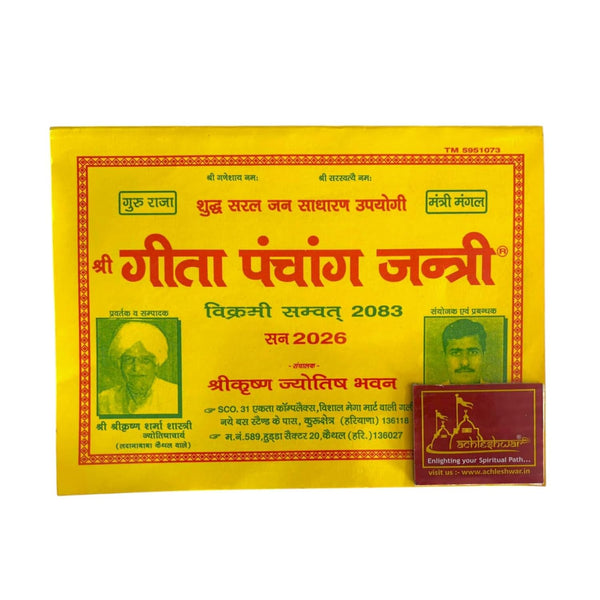 TM 5951073
श्री गणेशाय नमः श्री सरस्वत्यै नमः
गुरु राजा
शुद्ध सरल जन साधारण उपयोगी
मंत्री मंगल
श्री गीता पंचांग जन्त्री ®
विक्रमी सम्वत् 2083
सन 2026
प्रवर्तक व सम्पादक
संयोजक एवं प्रबन्धक
- संचालक -
श्रीकृष्ण ज्योतिष भवन
श्री श्रीकृष्ण शर्मा शास्त्री
ज्योतिषाचार्य
वाले)
☞ SCO. 31 एकता कॉम्पलैक्स, विशाल मेगा मार्ट वाली गली
नये बस स्टैण्ड के पास, कुरूक्षेत्र (हरियाणा) 136118
☞ म.नं.589, हुड्डा सैक्टर 20, कैथल (हरि.) 136027
achleshwar
Enlighting your Spiritual Path...
visit us :- www.achleshwar.in